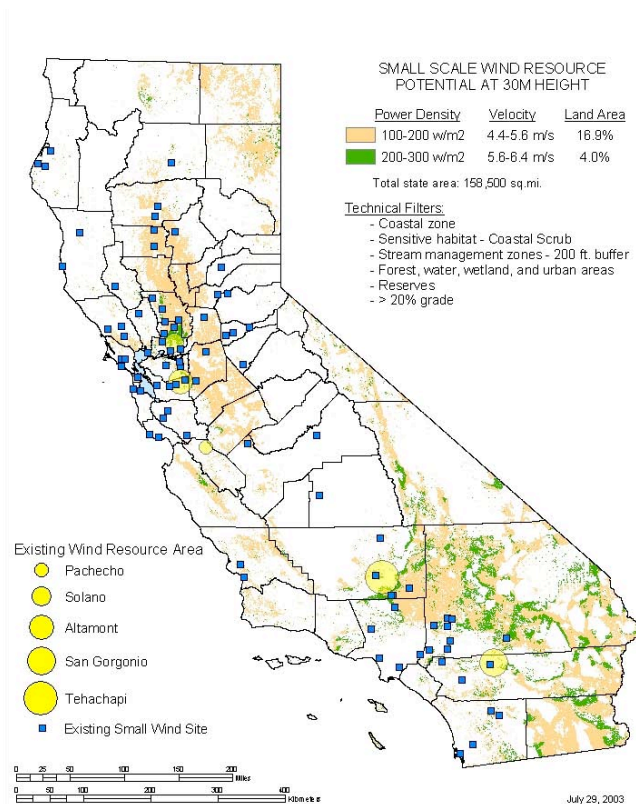 SMALL SCALE WIND RESOURCE
POTENTIAL AT 30M HEIGHT
Power Density Velocity Land Area
100-200 w/m2 4.4-5.6 m/s 16.9%
200-300 w/m2 5.6-6.4 m/s 4.0%
Total state area: 158,500 sq.mi.
Technical Filters:
- Coastal zone
- Sensitive habitat - Coastal Scrub
- Stream management zones - 200 ft. buffer
- Forest, water, wetland, and urban areas
- Reserves
- > 20% grade
Existing Wind Resource Area
Pachecho
Solano
Altamont
San Gorgonio
Tehachapi
Existing Small Wind Site
0 25 50 100 150 200
Miles
0 50 100 200 300 400
Kilometers
July 29, 2003